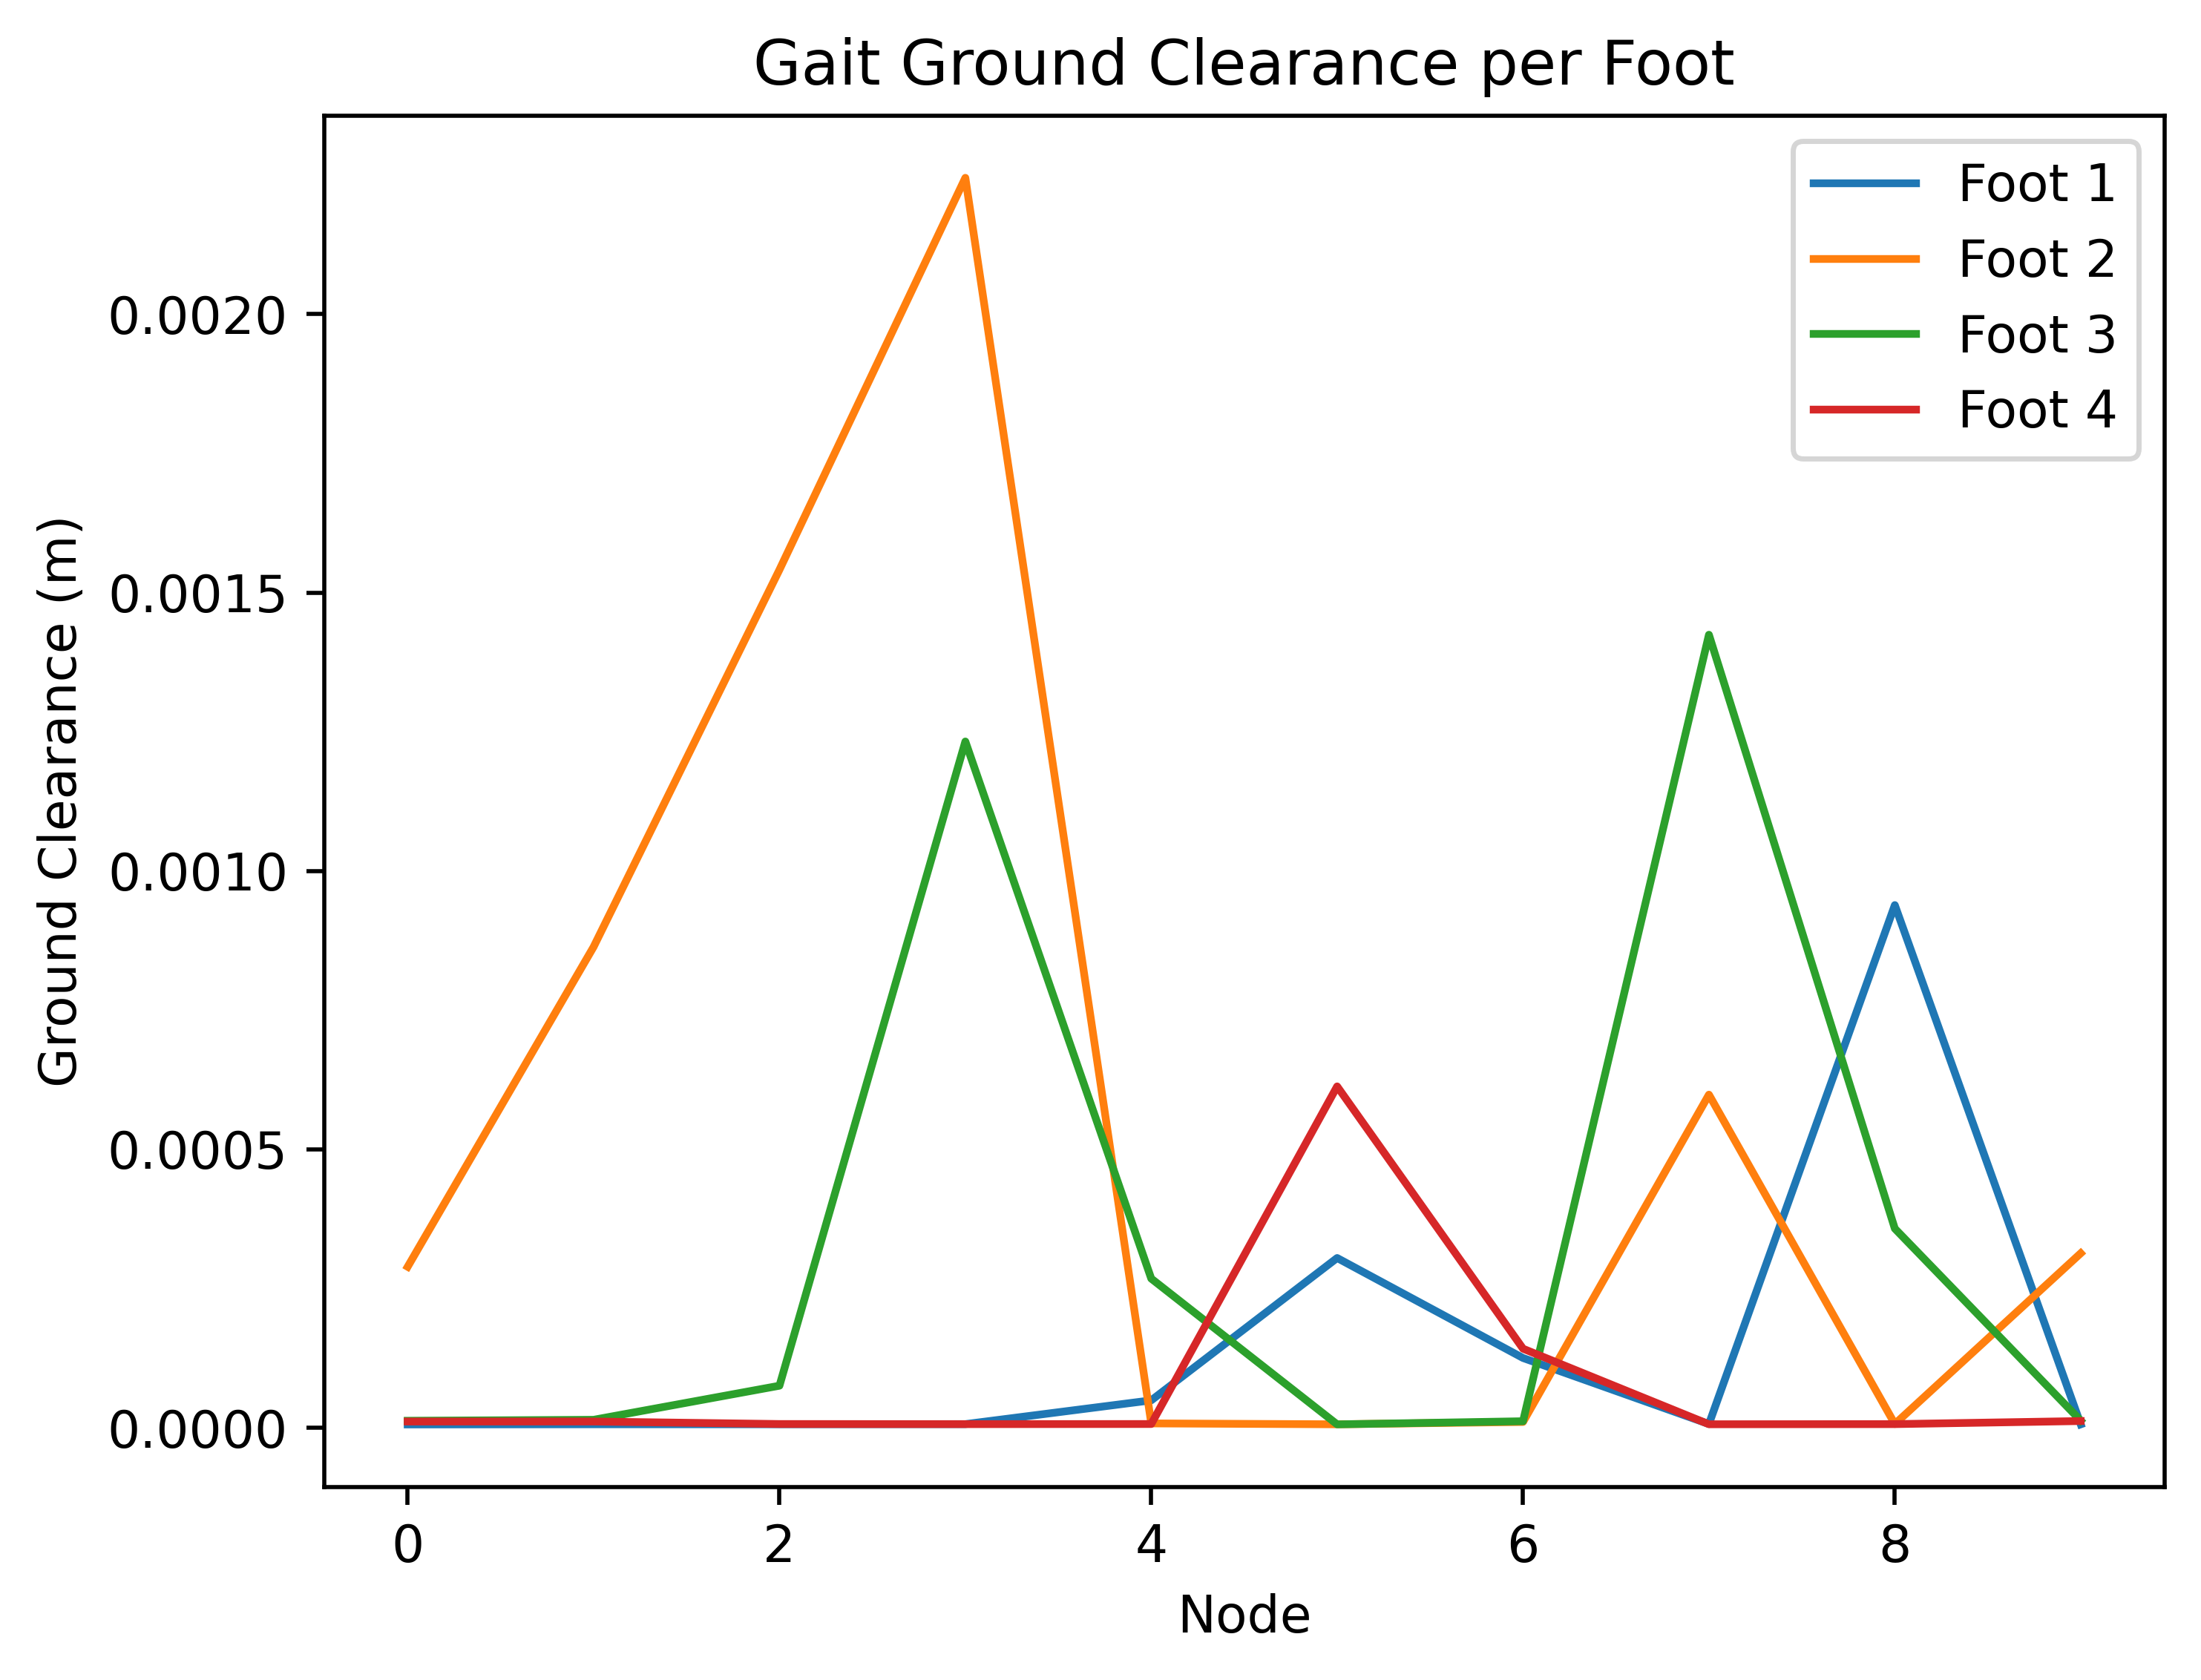 Gait Ground Clearance per Foot
Foot 1
Foot 2
Foot 3
Foot 4
Ground Clearance (m)
0.0020
0.0015
0.0010
0.0005
0.0000
0 2 4 6 8
Node